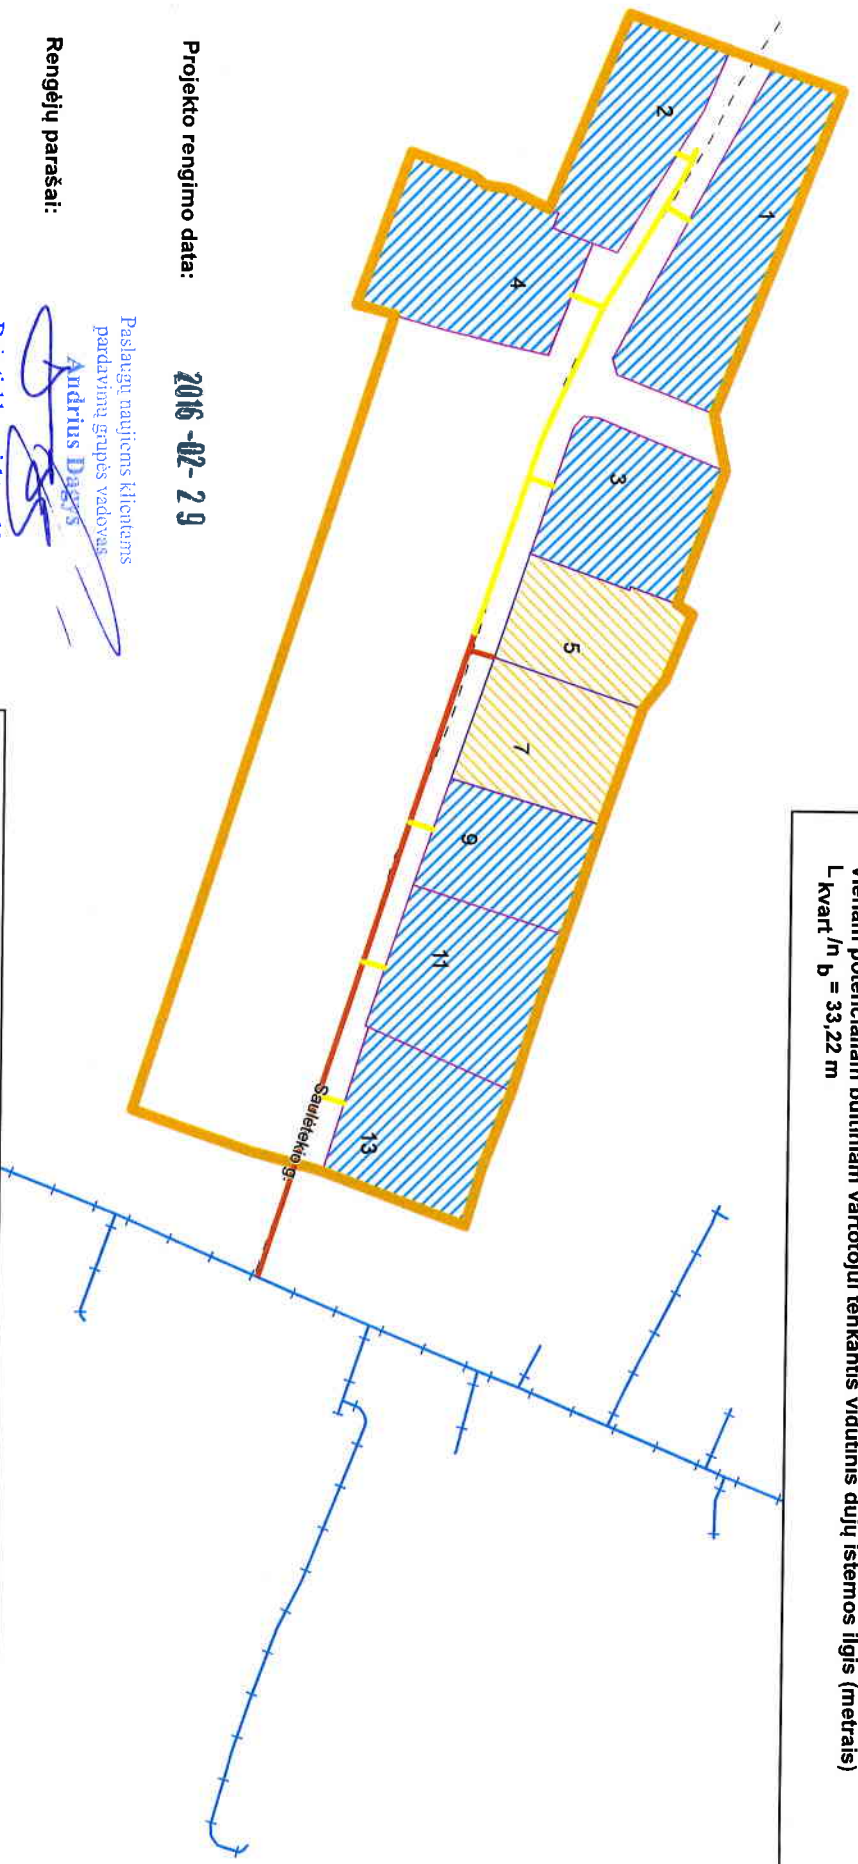 vienam potencialiam buitiniam vartotojui tenkantis vidutinis dujų istemos ilgis (metrais)
L kvart /n b = 33,22 m
1
2
3
4
5
7
9
11
13
Saulėtekio g.
Projekto rengimo data:
2016 -02- 29
Rengėjų parašai:
Paslaugų naujiems klientams
pardavimų grupės vadovas
Andrius Dagys